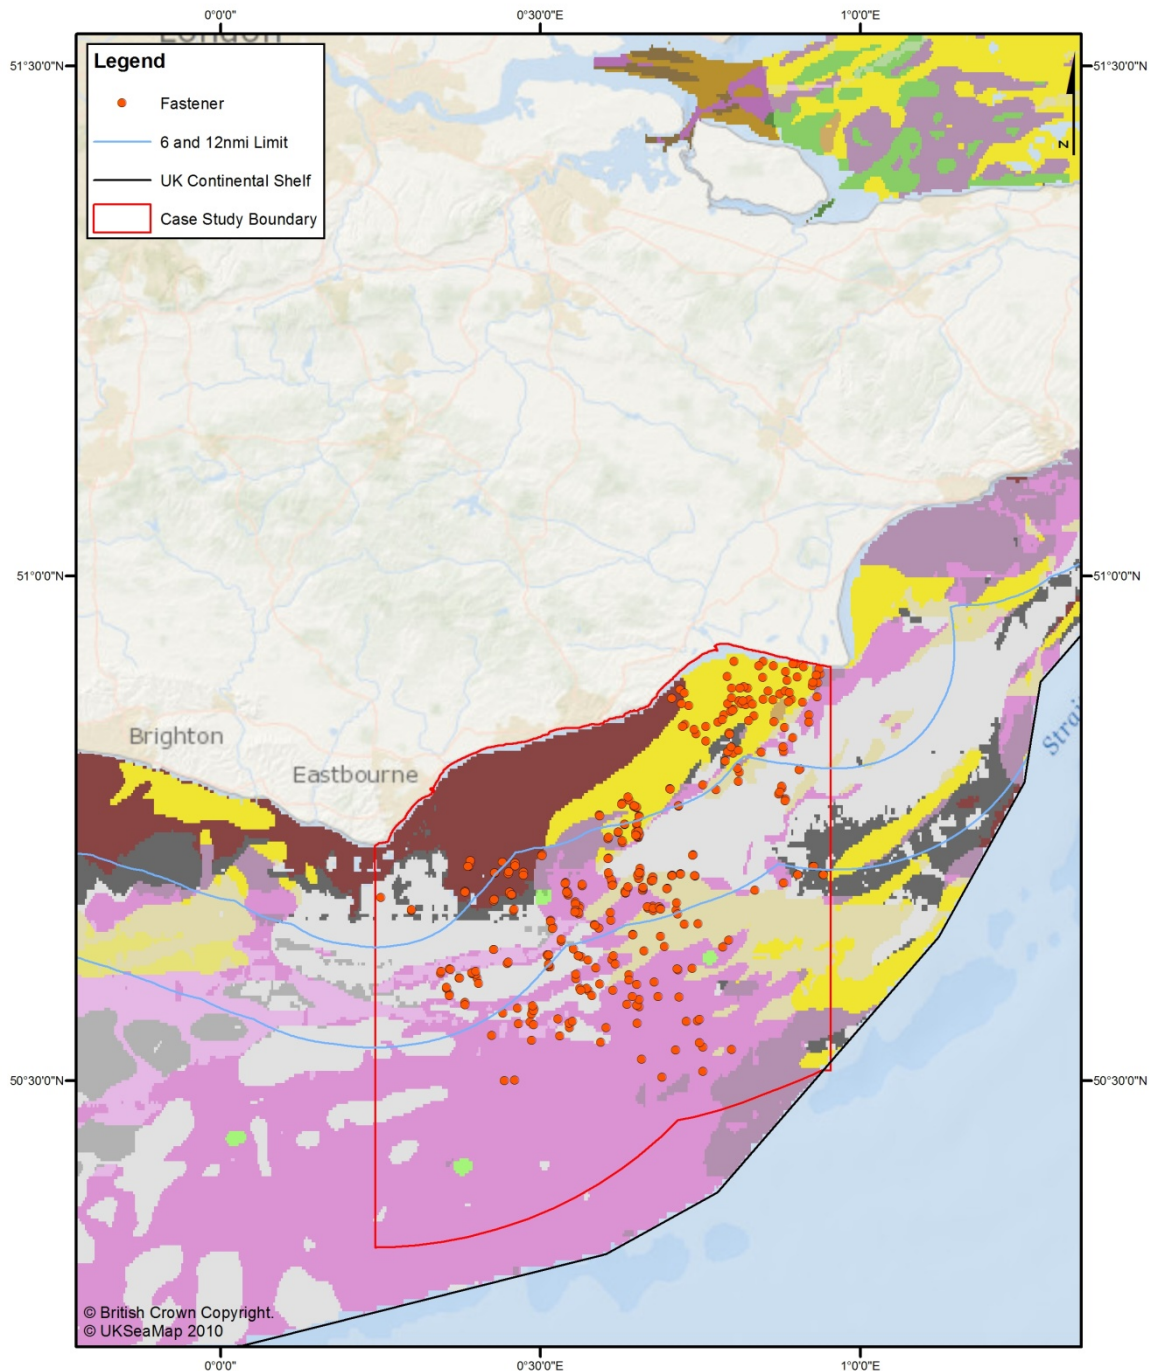 0°0'0"
0°30'0"E
1°0'0"E
London
51°30'0"N
51°30'0"N
Legend
Fastener
6 and 12nmi Limit
UK Continental Shelf
Case Study Boundary
N
51°0'0"N
51°0'0"N
Brighton
Eastbourne
Strai
50°30'0"N
50°30'0"N
© British Crown Copyright.
© UKSeaMap 2010
0°0'0"
0°30'0"E
1°0'0"E